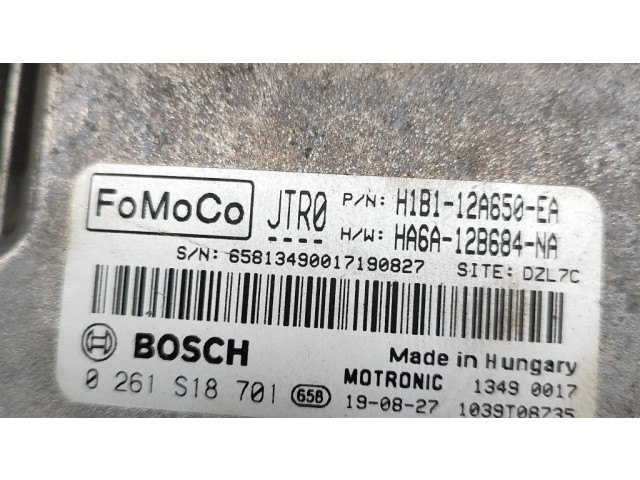 FoMoCo JTR0 P/N: H1B1-12A650-EA
H/W: HA6A-12B684-NA
S/N: 65813490017190827 SITE: DZL7C
BOSCH Made in Hungary
0 261 S18 701 658 MOTRONIC 1349 0017
19-08-27 1039T08735